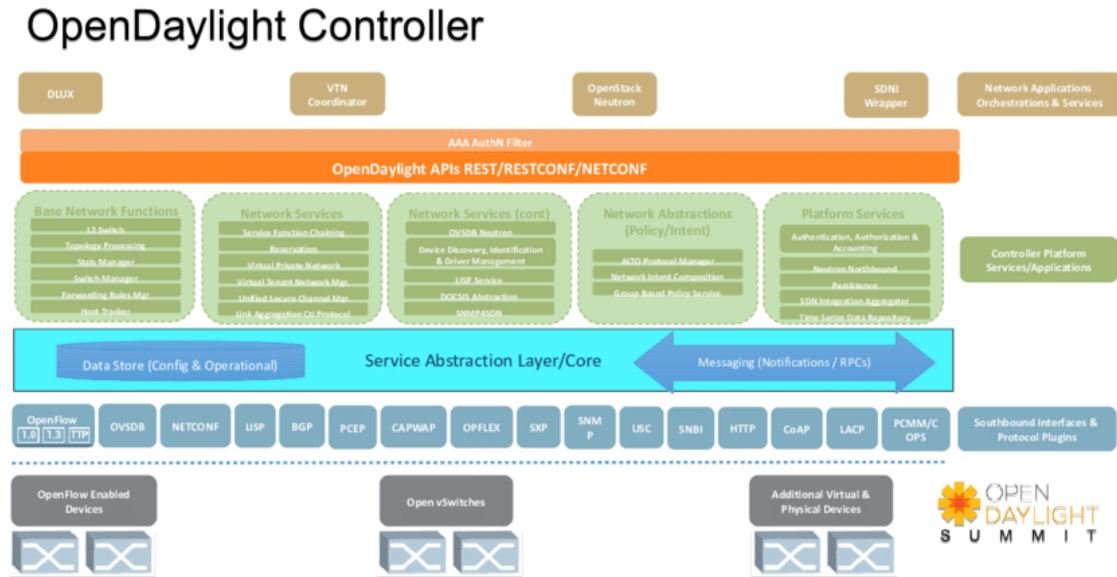 OpenDaylight Controller
DLUX
VTN
Coordinator
OpenStack
Neutron
SDNI
Wrapper
Network Applications
Orchestrations & Services
AAA AuthN Filter
OpenDaylight APIs REST/RESTCONF/NETCONF
Base Network Functions
L2 Switch
Topology Processing
Stats Manager
Switch Manager
Forwarding Rules Mgr
Host Tracker
Network Services
Service Function Chaining
Reservation
Virtual Private Network
Virtual Tenant Network Mgr.
Unified Secure Channel Mgr
Link Aggregation Ctl Protocol
Network Services (cont)
OVSDB Neutron
Device Discovery, Identification
& Driver Management
LISP Service
DOCSIS Abstraction
SNMP4SDN
Network Abstractions
(Policy/Intent)
ALTO Protocol Manager
Network Intent Composition
Group Based Policy Service
Platform Services
Authentication, Authorization &
Accounting
Neutron Northbound
Persistence
SDN Integration Aggregator
Time Series Data Repository
Controller Platform
Services/Applications
Data Store (Config & Operational)
Service Abstraction Layer/Core
Messaging (Notifications / RPCs)
OpenFlow
1.0 1.3 TTP
OVSDB
NETCONF
LISP
BGP
PCEP
CAPWAP
OPFLEX
SXP
SNM
P
USC
SNBI
HTTP
CoAP
LACP
PCMM/C
OPS
Southbound Interfaces &
Protocol Plugins
OpenFlow Enabled
Devices
Open vSwitches
Additional Virtual &
Physical Devices
OPEN
DAYLIGHT
SUMMIT